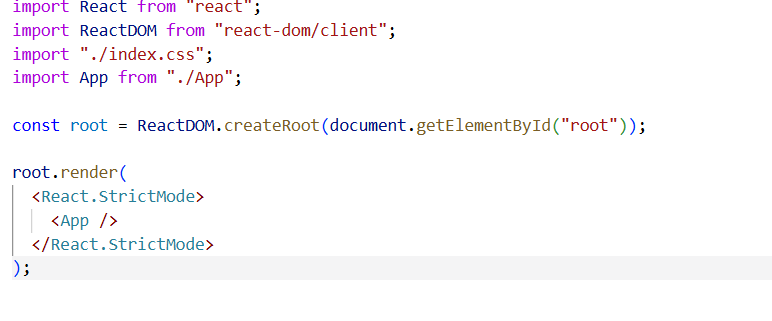 import React from "react";
import ReactDOM from "react-dom/client";
import "./index.css";
import App from "./App";
const root = ReactDOM.createRoot(document.getElementById("root"));
root.render(
<React.StrictMode>
<App />
</React.StrictMode>
);